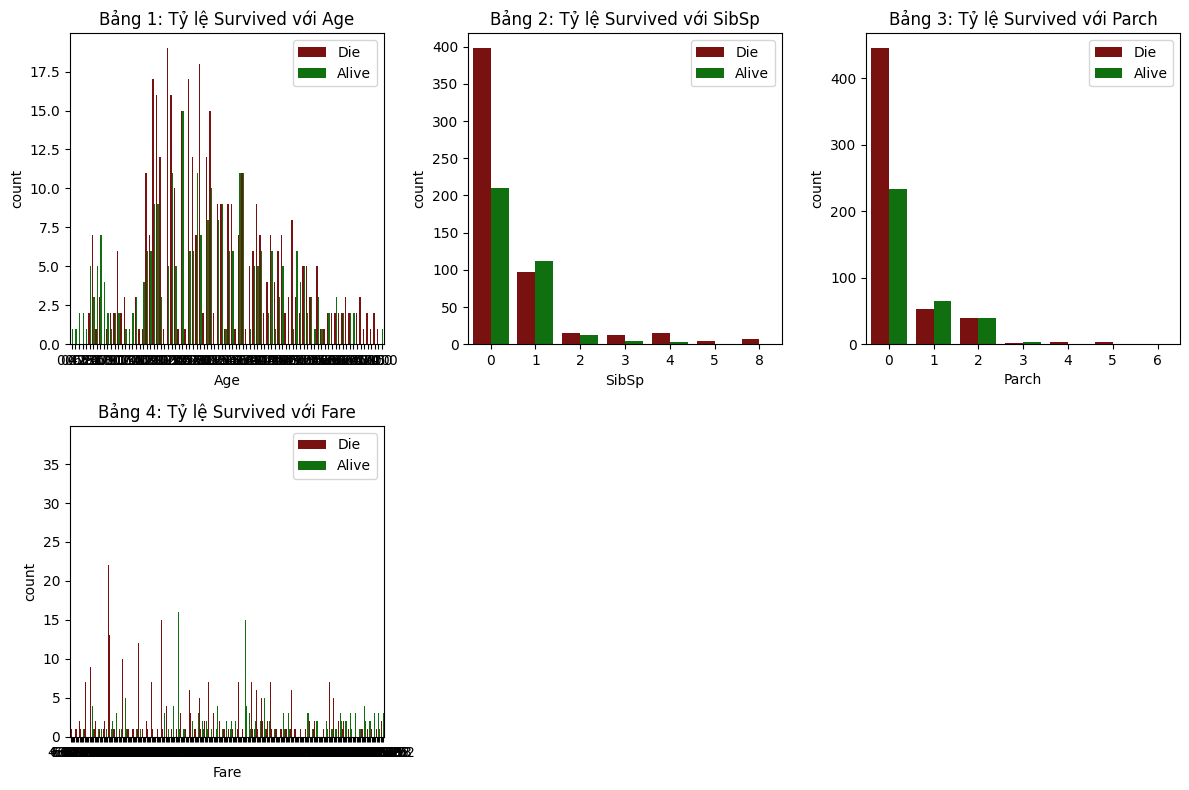 Bảng 1: Tỷ lệ Survived với Age
Die
Alive
17.5
15.0
12.5
10.0
7.5
5.0
2.5
0.0
count
Age
Bảng 2: Tỷ lệ Survived với SibSp
Die
Alive
400
350
300
250
200
150
100
50
0
count
0 1 2 3 4 5 8
SibSp
Bảng 3: Tỷ lệ Survived với Parch
Die
Alive
400
300
200
100
0
count
0 1 2 3 4 5 6
Parch
Bảng 4: Tỷ lệ Survived với Fare
Die
Alive
35
30
25
20
15
10
5
0
count
Fare